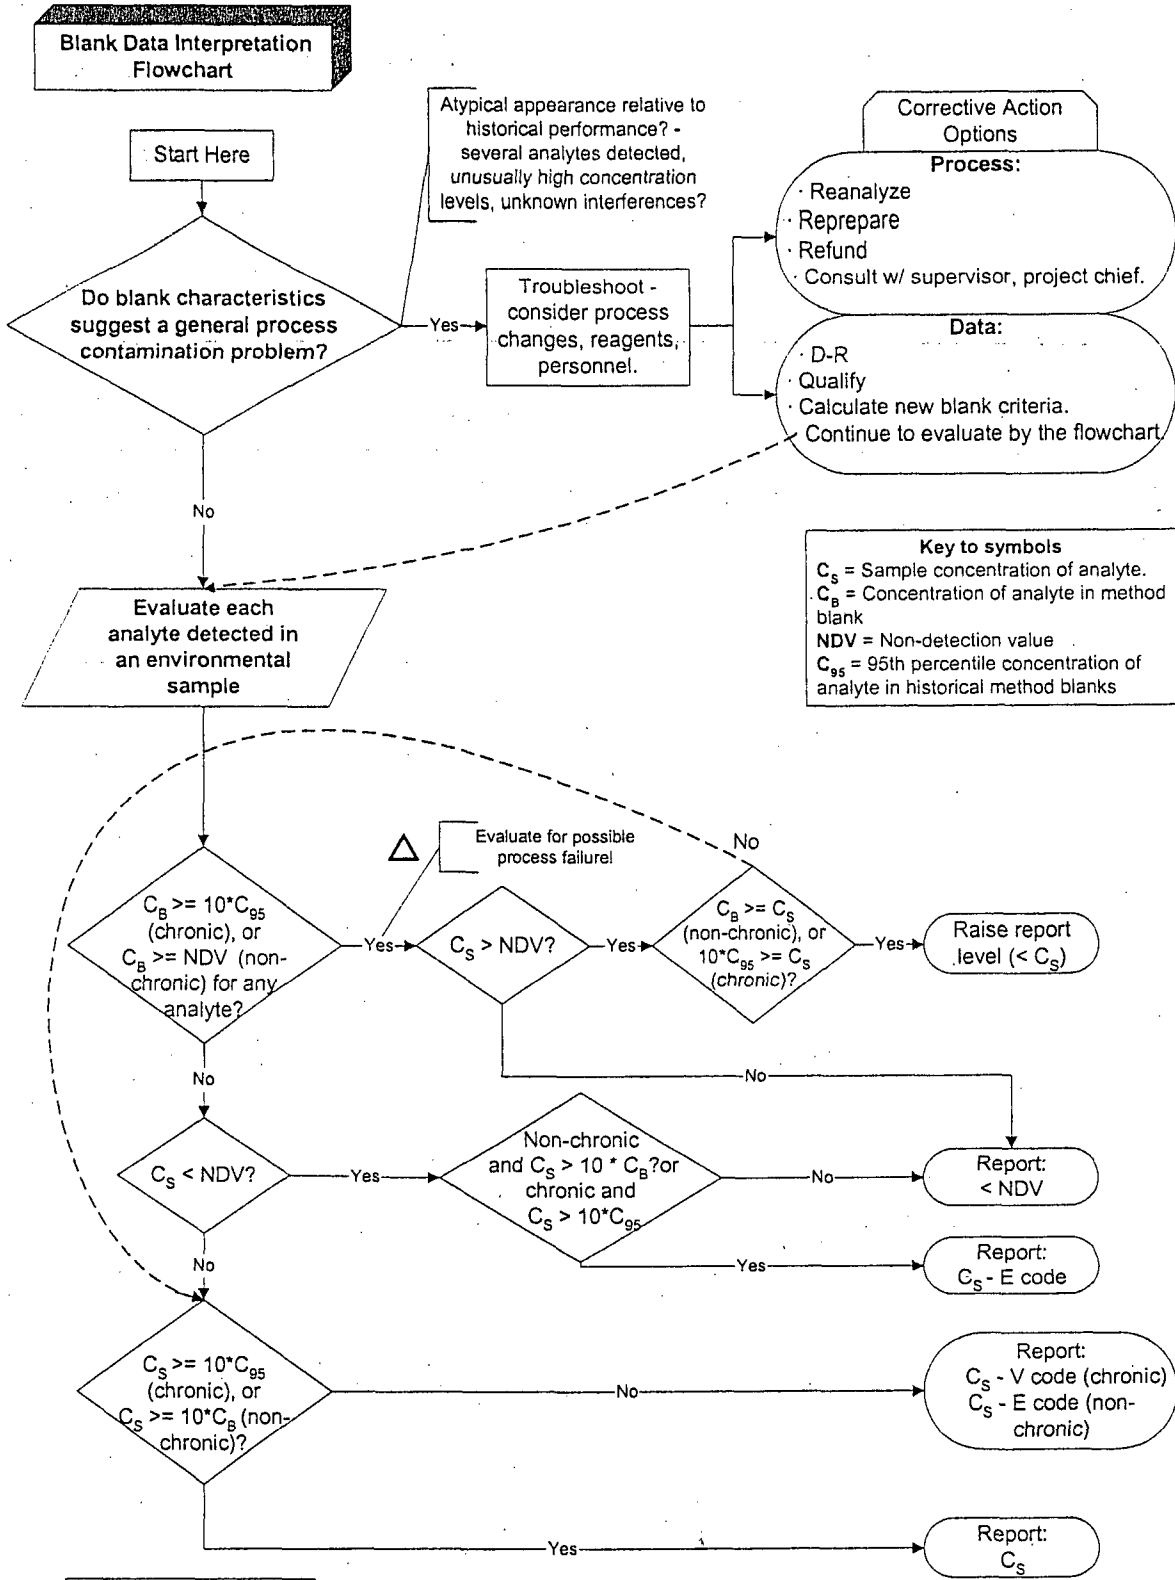 Blank Data Interpretation
Flowchart
Start Here
Atypical appearance relative to
historical performance? -
several analytes detected,
unusually high concentration
levels, unknown interferences?
Corrective Action
Options
Process:
· Reanalyze
· Reprepare
· Refund
· Consult w/ supervisor, project chief.
Do blank characteristics
suggest a general process
contamination problem?
Yes
Troubleshoot -
consider process
changes, reagents,
personnel.
Data:
· D-R
· Qualify
· Calculate new blank criteria.
Continue to evaluate by the flowchart.
No
Key to symbols
C_S = Sample concentration of analyte.
C_B = Concentration of analyte in method
blank
NDV = Non-detection value
C_95 = 95th percentile concentration of
analyte in historical method blanks
Evaluate each
analyte detected in
an environmental
sample
Evaluate for possible
process failure!
No
C_B >= 10*C_95
(chronic), or
C_B >= NDV (non-
chronic) for any
analyte?
Yes
C_S > NDV?
Yes
C_B >= C_S
(non-chronic), or
10*C_95 >= C_S
(chronic)?
Yes
Raise report
level (< C_S)
No
No
C_S < NDV?
Yes
Non-chronic
and C_S > 10 * C_B?or
chronic and
C_S > 10*C_95
No
Report:
< NDV
Yes
Report:
C_S - E code
No
C_S >= 10*C_95
(chronic), or
C_S >= 10*C_B (non-
chronic)?
No
Report:
C_S - V code (chronic)
C_S - E code (non-
chronic)
Yes
Report:
C_S